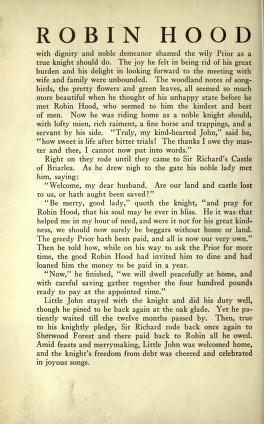 ROBIN HOOD
with dignity and noble demeanor shamed the wily Prior as a
true knight should do. The joy he felt in being rid of his great
burden and his delight in looking forward to the meeting with
wife and family were unbounded. The woodland notes of song-
birds, the pretty flowers and green leaves, all seemed so much
more beautiful when he thought of his unhappy state before he
met Robin Hood, who seemed to him the kindest and best
of men. Now he was riding home as a noble knight should,
with lofty mien, rich raiment, a fine horse and trappings, and a
servant by his side. "Truly, my kind-hearted John," said he,
"how sweet is life after bitter trials! The thanks I owe thy mas-
ter and thee, I cannot now put into words."
Right on they rode until they came to Sir Richard's Castle
of Briarlea. As he drew nigh to the gate his noble lady met
him, saying:
"Welcome, my dear husband. Are our land and castle lost
to us, or hath aught been saved?"
"Be merry, good lady," quoth the knight, "and pray for
Robin Hood, that his soul may be ever in bliss. He it was that
helped me in my hour of need, and were it not for his great kind-
ness, we should now surely be beggars without home or land.
The greedy Prior hath been paid, and all is now our very own."
Then he told how, while on his way to ask the Prior for more
time, the good Robin Hood had invited him to dine and had
loaned him the money to be paid in a year.
"Now," he finished, "we will dwell peacefully at home, and
with careful saving gather together the four hundred pounds
ready to pay at the appointed time."
Little John stayed with the knight and did his duty well,
though he pined to be back again at the oak glade. Yet he pa-
tiently waited till the twelve months passed by. Then, true
to his knightly pledge, Sir Richard rode back once again to
Sherwood Forest and there paid back to Robin all he owed.
Amid feasts and merrymaking, Little John was welcomed home,
and the knight's freedom from debt was cheered and celebrated
in joyous songs.